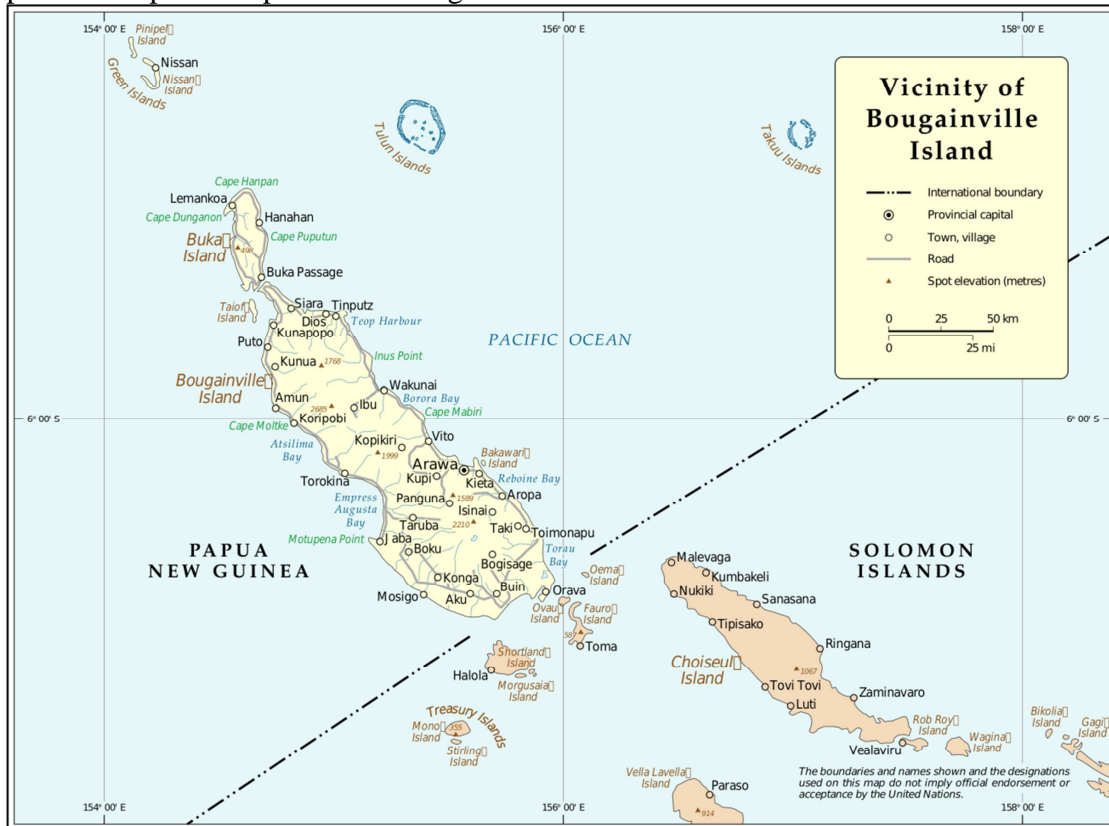 154° 00' E
156° 00' E
158° 00' E
Pinipel
Island
Nissan
Nissan
Island
Green Islands
Tulun Islands
Takuu Islands
Vicinity of
Bougainville
Island
International boundary
Provincial capital
Town, village
Road
Spot elevation (metres)
0 25 50 km
0 25 mi
Cape Hanpan
Lemankoa
Cape Dunganon
Hanahan
Cape Puputun
Buka
Island
498
Buka Passage
Taiof
Island
Siara
Tinputz
Dios
Teop Harbour
Kunapopo
Puto
PACIFIC OCEAN
Inus Point
Kunua
1768
Bougainville
Island
Wakunai
Amun
Ibu
Borora Bay
2685
Koripobi
Cape Mabiri
6° 00' S
6° 00' S
Cape Moltke
Atsilima
Bay
Kopikiri
Vito
1999
Bakawari
Island
Arawa
Torokina
Kupi
Kieta
Reboine Bay
Empress
Augusta
Bay
Panguna
1589
Aropa
Isinai
Taruba
2210
Taki
Toimonapu
Motupena Point
Jaba
Boku
Torau
Bay
Bogisage
PAPUA
NEW GUINEA
SOLOMON
ISLANDS
Konga
Buin
Mosigo
Aku
Orava
Oema
Island
Ovau
Island
Fauro
Island
587
Toma
Malevaga
Kumbakeli
Nukiki
Sanasana
Tipisako
Ringana
Choiseul
Island
1067
Tovi Tovi
Zaminavaro
Luti
Shortland
Island
Halola
Morgusaia
Island
Treasury Islands
Mono
Island
355
Stirling
Island
Rob Roy
Island
Vealaviru
Wagina
Island
Bikolia
Island
Gagi
Island
Vella Lavella
Island
Paraso
914
The boundaries and names shown and the designations
used on this map do not imply official endorsement or
acceptance by the United Nations.
154° 00' E
156° 00' E
158° 00' E